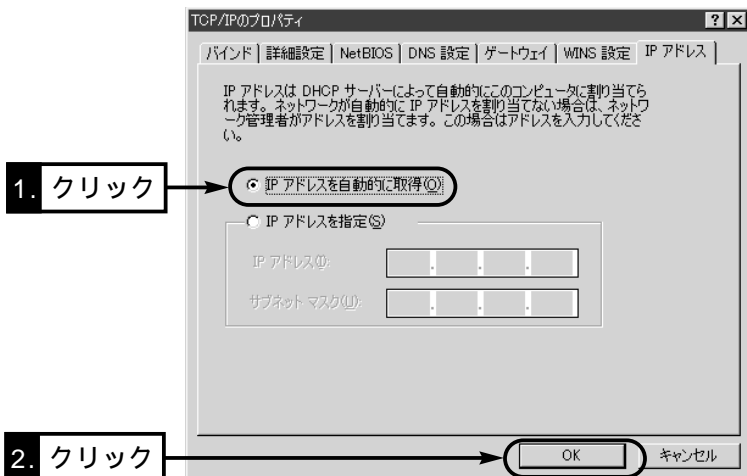 TCP/IPのプロパティ
? ×
バインド 詳細設定 NetBIOS DNS 設定 ゲートウェイ WINS 設定 IP アドレス
IP アドレスは DHCP サーバーによって自動的にこのコンピュータに割り当てら
れます。ネットワークが自動的に IP アドレスを割り当てない場合は、ネットワ
ーク管理者がアドレスを割り当てます。この場合はアドレスを入力してくださ
い。
1. クリック
IP アドレスを自動的に取得(O)
IP アドレスを指定(S)
IP アドレス(I):
. . .
サブネット マスク(U):
. . .
2. クリック
OK キャンセル